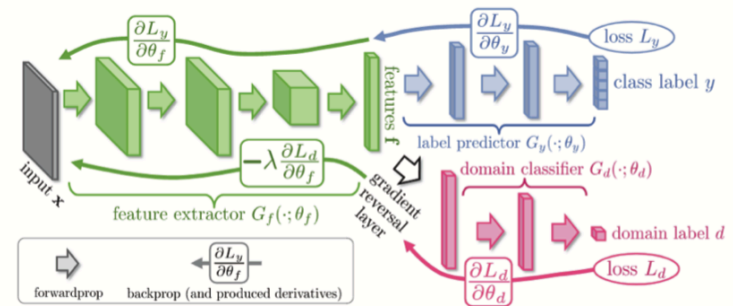 ∂L_y/∂θ_f
∂L_y/∂θ_y
loss L_y
features f
class label y
label predictor G_y(·;θ_y)
input x
−λ ∂L_d/∂θ_f
feature extractor G_f(·;θ_f)
gradient
reversal
layer
domain classifier G_d(·;θ_d)
domain label d
∂L_d/∂θ_d
loss L_d
forwardprop
∂L_y/∂θ_f
backprop (and produced derivatives)